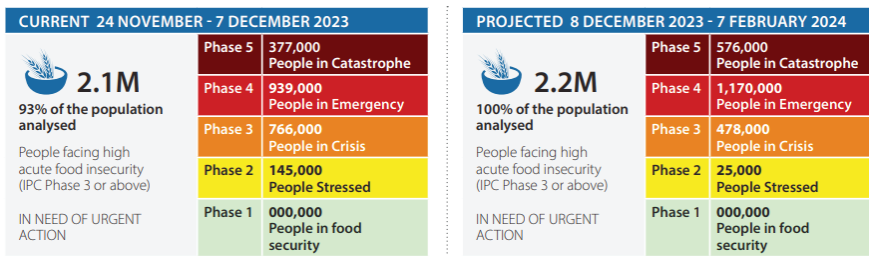 CURRENT 24 NOVEMBER - 7 DECEMBER 2023
2.1M
93% of the population
analysed
People facing high
acute food insecurity
(IPC Phase 3 or above)
IN NEED OF URGENT
ACTION
Phase 5 377,000
People in Catastrophe
Phase 4 939,000
People in Emergency
Phase 3 766,000
People in Crisis
Phase 2 145,000
People Stressed
Phase 1 000,000
People in food
security
PROJECTED 8 DECEMBER 2023 - 7 FEBRUARY 2024
2.2M
100% of the population
analysed
People facing high
acute food insecurity
(IPC Phase 3 or above)
IN NEED OF URGENT
ACTION
Phase 5 576,000
People in Catastrophe
Phase 4 1,170,000
People in Emergency
Phase 3 478,000
People in Crisis
Phase 2 25,000
People Stressed
Phase 1 000,000
People in food
security